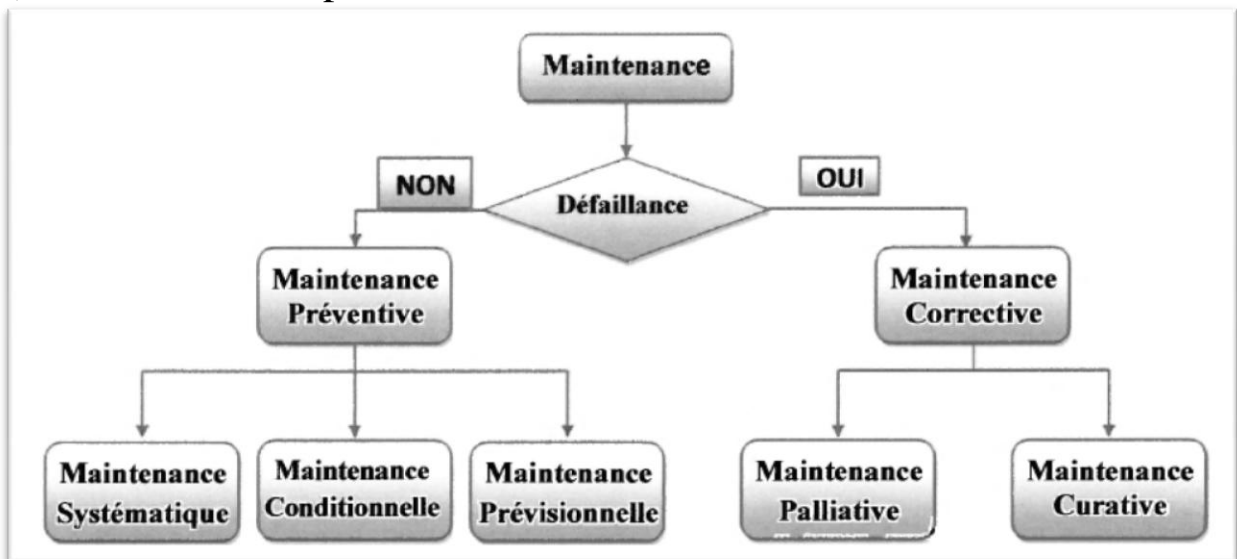 Maintenance
NON
OUI
Défaillance
Maintenance
Préventive
Maintenance
Corrective
Maintenance
Systématique
Maintenance
Conditionnelle
Maintenance
Prévisionnelle
Maintenance
Palliative
Maintenance
Curative